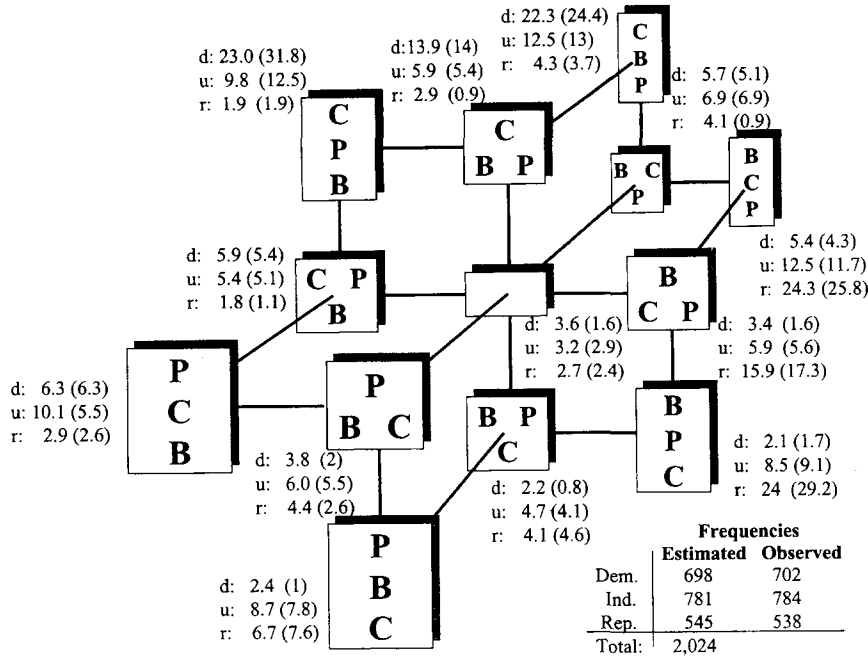 d: 22.3 (24.4)
u: 12.5 (13)
r: 4.3 (3.7)
C
B
P
d: 23.0 (31.8)
u: 9.8 (12.5)
r: 1.9 (1.9)
d:13.9 (14)
u: 5.9 (5.4)
r: 2.9 (0.9)
d: 5.7 (5.1)
u: 6.9 (6.9)
r: 4.1 (0.9)
C
P
B
C
B P
B C
P
B
C
P
d: 5.9 (5.4)
u: 5.4 (5.1)
r: 1.8 (1.1)
C P
B
B
C P
d: 5.4 (4.3)
u: 12.5 (11.7)
r: 24.3 (25.8)
d: 3.6 (1.6)
u: 3.2 (2.9)
r: 2.7 (2.4)
d: 3.4 (1.6)
u: 5.9 (5.6)
r: 15.9 (17.3)
d: 6.3 (6.3)
u: 10.1 (5.5)
r: 2.9 (2.6)
P
C
B
P
B C
B P
C
B
P
C
d: 3.8 (2)
u: 6.0 (5.5)
r: 4.4 (2.6)
d: 2.2 (0.8)
u: 4.7 (4.1)
r: 4.1 (4.6)
d: 2.1 (1.7)
u: 8.5 (9.1)
r: 24 (29.2)
d: 2.4 (1)
u: 8.7 (7.8)
r: 6.7 (7.6)
P
B
C
Frequencies
Estimated Observed
Dem. 698 702
Ind. 781 784
Rep. 545 538
Total: 2,024